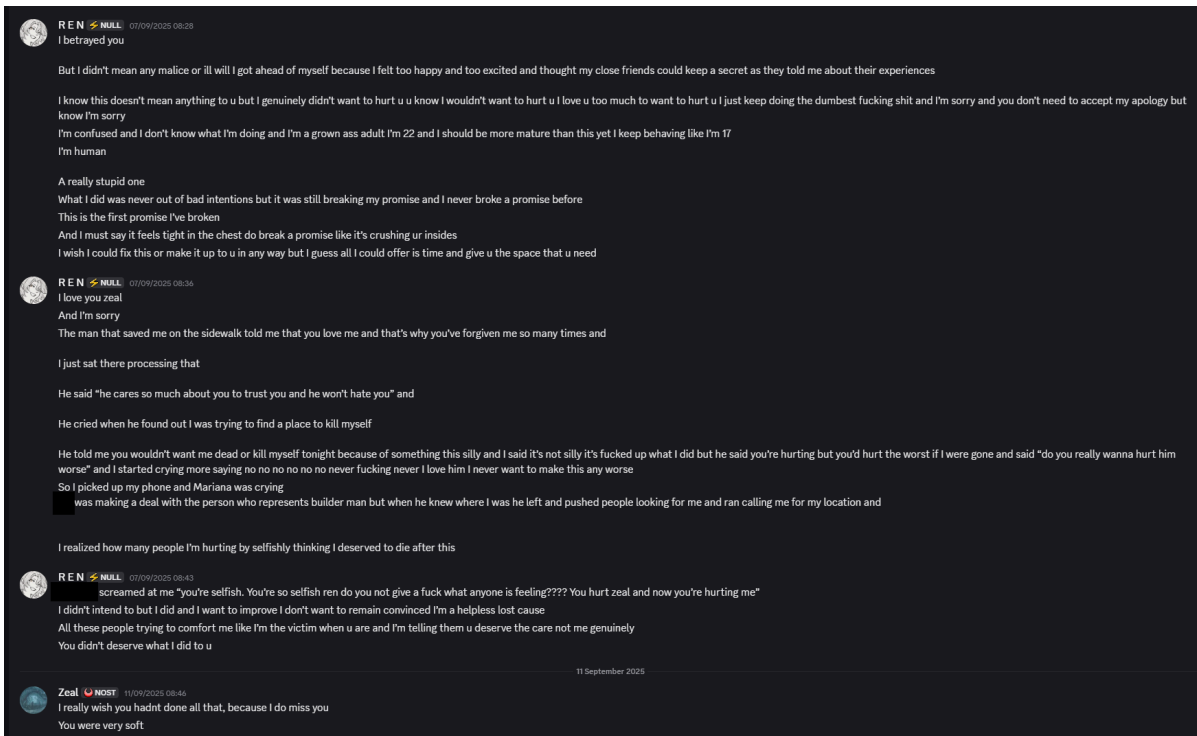 R E N ⚡ NULL 07/09/2025 08:28
I betrayed you
But I didn't mean any malice or ill will I got ahead of myself because I felt too happy and too excited and thought my close friends could keep a secret as they told me about their experiences
I know this doesn't mean anything to u but I genuinely didn't want to hurt u u know I wouldn't want to hurt u I love u too much to want to hurt u I just keep doing the dumbest fucking shit and I'm sorry and you don't need to accept my apology but
know I'm sorry
I'm confused and I don't know what I'm doing and I'm a grown ass adult I'm 22 and I should be more mature than this yet I keep behaving like I'm 17
I'm human
A really stupid one
What I did was never out of bad intentions but it was still breaking my promise and I never broke a promise before
This is the first promise I've broken
And I must say it feels tight in the chest do break a promise like it's crushing ur insides
I wish I could fix this or make it up to u in any way but I guess all I could offer is time and give u the space that u need
R E N ⚡ NULL 07/09/2025 08:36
I love you zeal
And I'm sorry
The man that saved me on the sidewalk told me that you love me and that's why you've forgiven me so many times and
I just sat there processing that
He said "he cares so much about you to trust you and he won't hate you" and
He cried when he found out I was trying to find a place to kill myself
He told me you wouldn't want me dead or kill myself tonight because of something this silly and I said it's not silly it's fucked up what I did but he said you're hurting but you'd hurt the worst if I were gone and said "do you really wanna hurt him
worse" and I started crying more saying no no no no no no never fucking never I love him I never want to make this any worse
So I picked up my phone and Mariana was crying
was making a deal with the person who represents builder man but when he knew where I was he left and pushed people looking for me and ran calling me for my location and
I realized how many people I'm hurting by selfishly thinking I deserved to die after this
R E N ⚡ NULL 07/09/2025 08:43
screamed at me "you're selfish. You're so selfish ren do you not give a fuck what anyone is feeling???? You hurt zeal and now you're hurting me"
I didn't intend to but I did and I want to improve I don't want to remain convinced I'm a helpless lost cause
All these people trying to comfort me like I'm the victim when u are and I'm telling them u deserve the care not me genuinely
You didn't deserve what I did to u
11 September 2025
Zeal NOST 11/09/2025 08:46
I really wish you hadnt done all that, because I do miss you
You were very soft